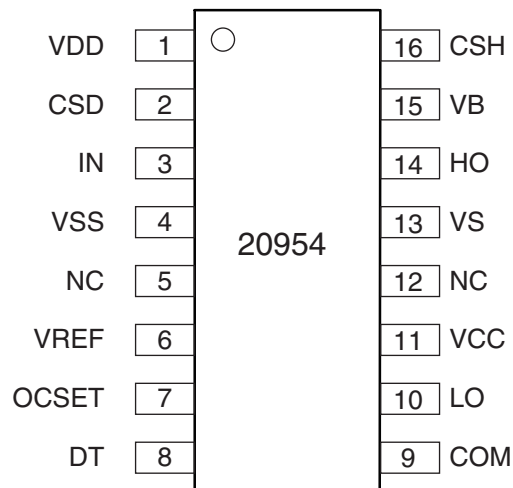 VDD 1 16 CSH
CSD 2 15 VB
IN 3 14 HO
VSS 4 13 VS
20954
NC 5 12 NC
VREF 6 11 VCC
OCSET 7 10 LO
DT 8 9 COM